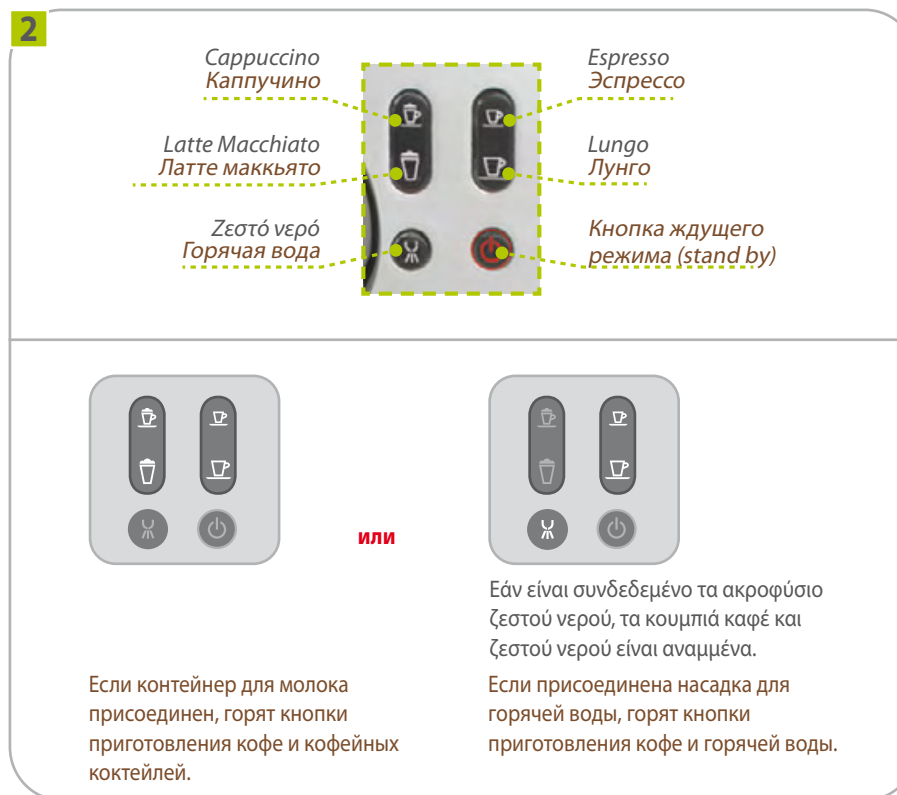 2
Cappuccino
Каппучино
Espresso
Эспрессо
Latte Macchiato
Латте маккьято
Lungo
Лунго
Ζεστό νερό
Горячая вода
Кнопка ждущего
режима (stand by)
или
Εάν είναι συνδεδεμένο τα ακροφύσιο
ζεστού νερού, τα κουμπιά καφέ και
ζεστού νερού είναι αναμμένα.
Если контейнер для молока
присоединен, горят кнопки
приготовления кофе и кофейных
коктейлей.
Если присоединена насадка для
горячей воды, горят кнопки
приготовления кофе и горячей воды.